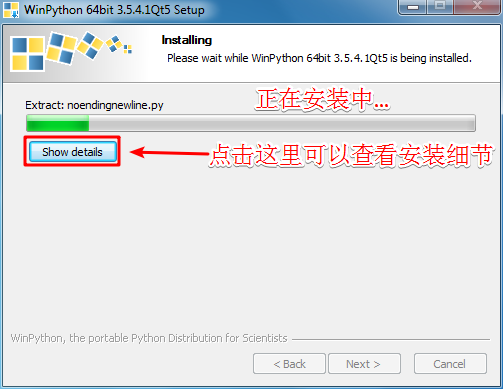 WinPython 64bit 3.5.4.1Qt5 Setup
Installing
Please wait while WinPython 64bit 3.5.4.1Qt5 is being installed.
Extract: noendingnewline.py
正在安装中...
Show details
点击这里可以查看安装细节
WinPython, the portable Python Distribution for Scientists
< Back
Next >
Cancel